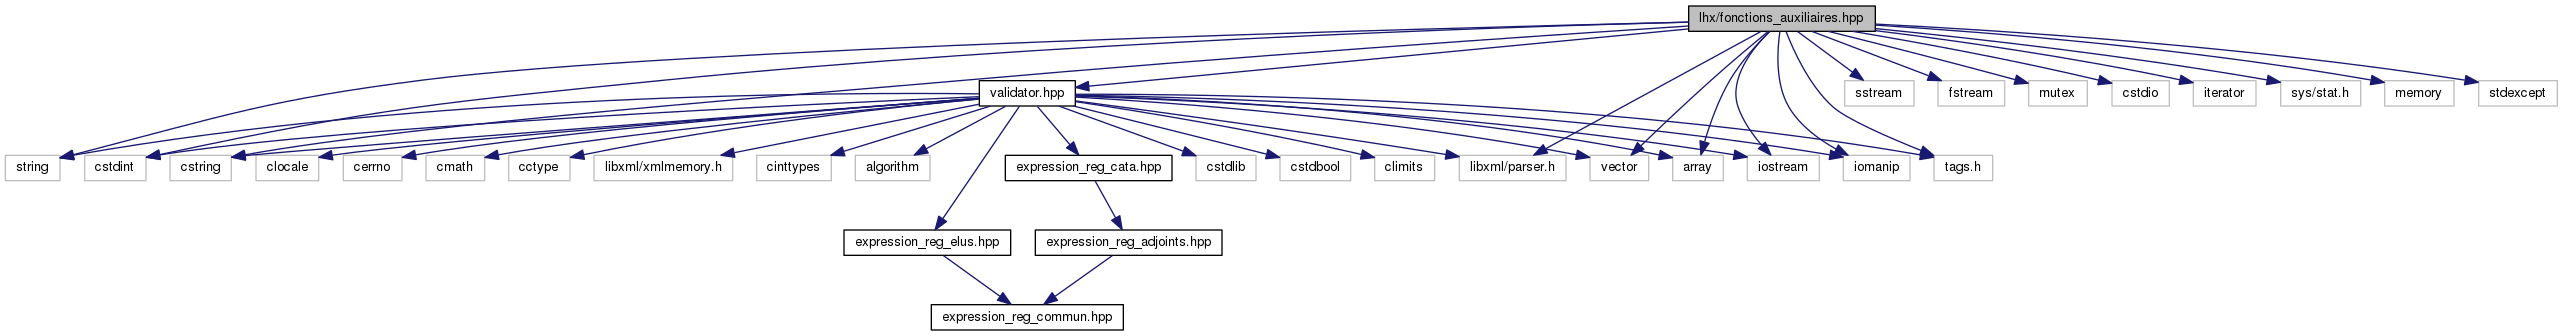 lhx/fonctions_auxiliaires.hpp
validator.hpp
sstream
fstream
mutex
cstdio
iterator
sys/stat.h
memory
stdexcept
string
cstdint
cstring
clocale
cerrno
cmath
cctype
libxml/xmlmemory.h
cinttypes
algorithm
expression_reg_cata.hpp
cstdlib
cstdbool
climits
libxml/parser.h
vector
array
iostream
iomanip
tags.h
expression_reg_elus.hpp
expression_reg_adjoints.hpp
expression_reg_commun.hpp